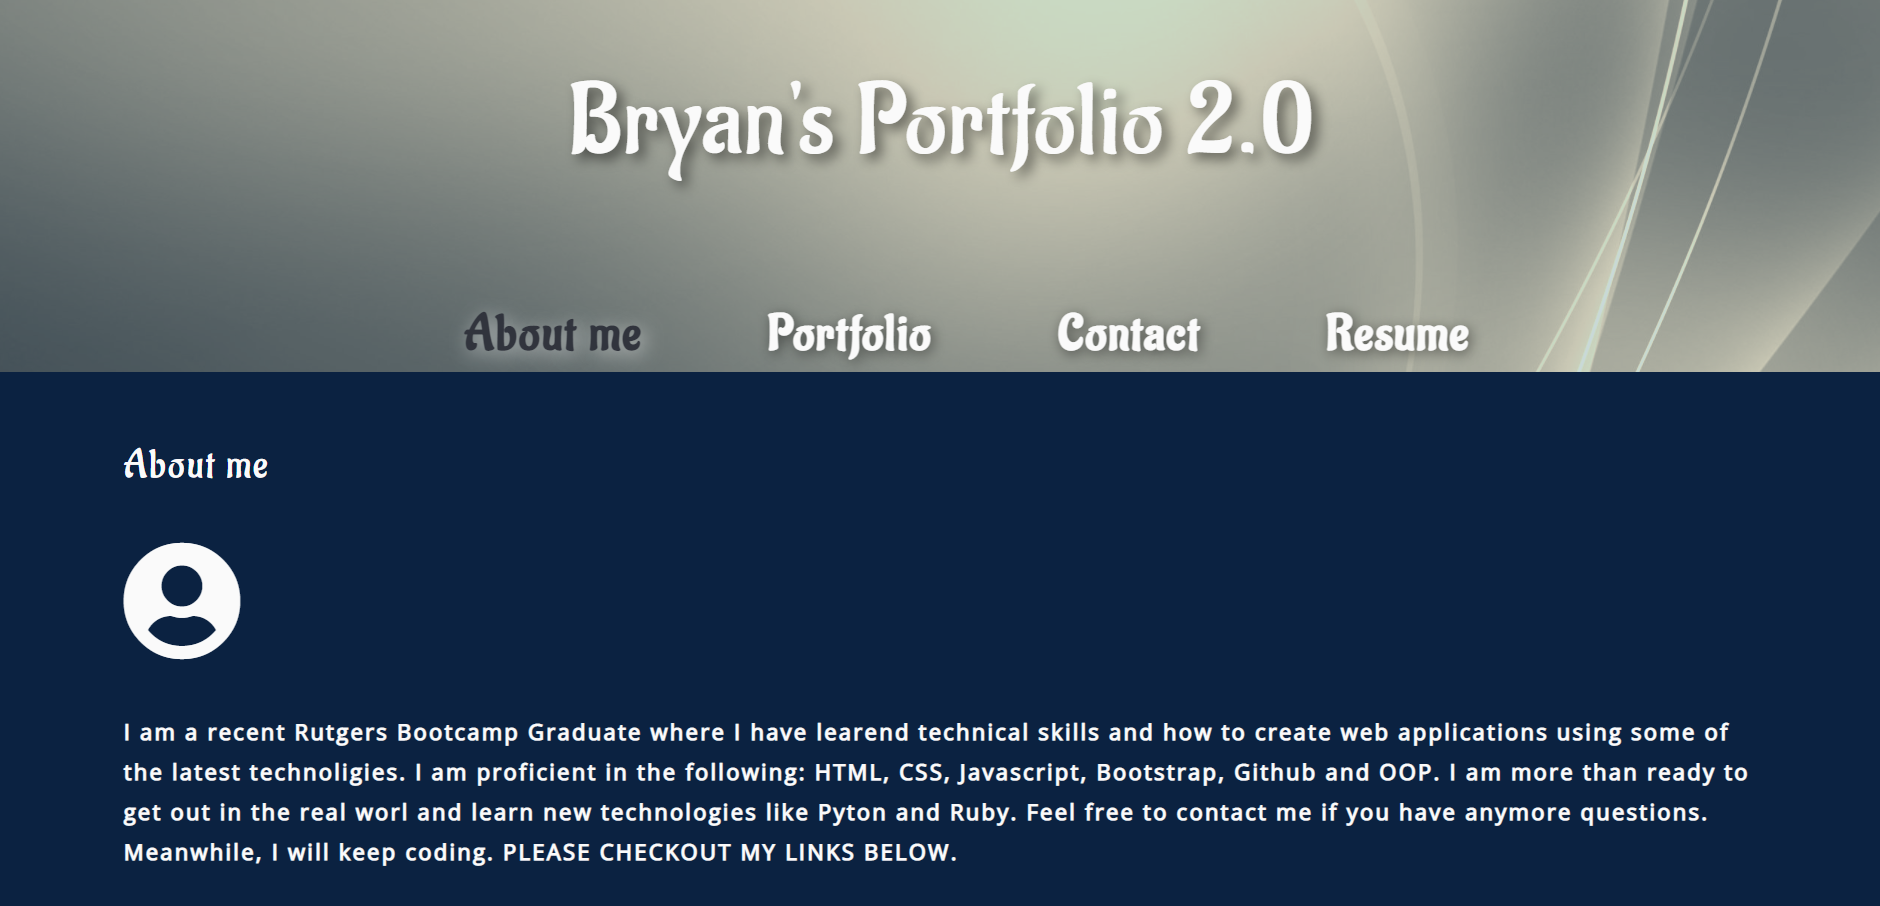 Bryan's Portfolio 2.0
About me Portfolio Contact Resume
About me
I am a recent Rutgers Bootcamp Graduate where I have learend technical skills and how to create web applications using some of
the latest technoligies. I am proficient in the following: HTML, CSS, Javascript, Bootstrap, Github and OOP. I am more than ready to
get out in the real worl and learn new technologies like Pyton and Ruby. Feel free to contact me if you have anymore questions.
Meanwhile, I will keep coding. PLEASE CHECKOUT MY LINKS BELOW.